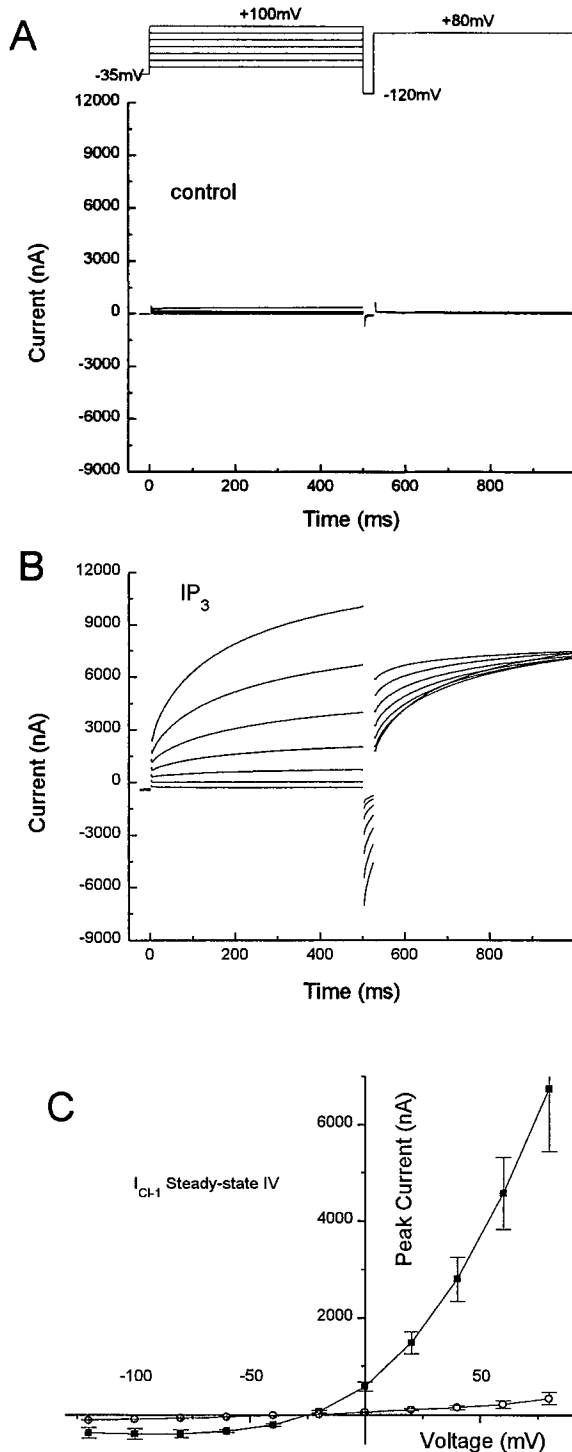 A
+100mV
+80mV
-35mV
-120mV
12000
9000
6000
3000
0
-3000
-6000
-9000
Current (nA)
control
0
200
400
600
800
Time (ms)
B
12000
9000
6000
3000
0
-3000
-6000
-9000
Current (nA)
IP3
0
200
400
600
800
Time (ms)
C
ICl-1 Steady-state IV
Peak Current (nA)
6000
4000
2000
-100
-50
50
Voltage (mV)